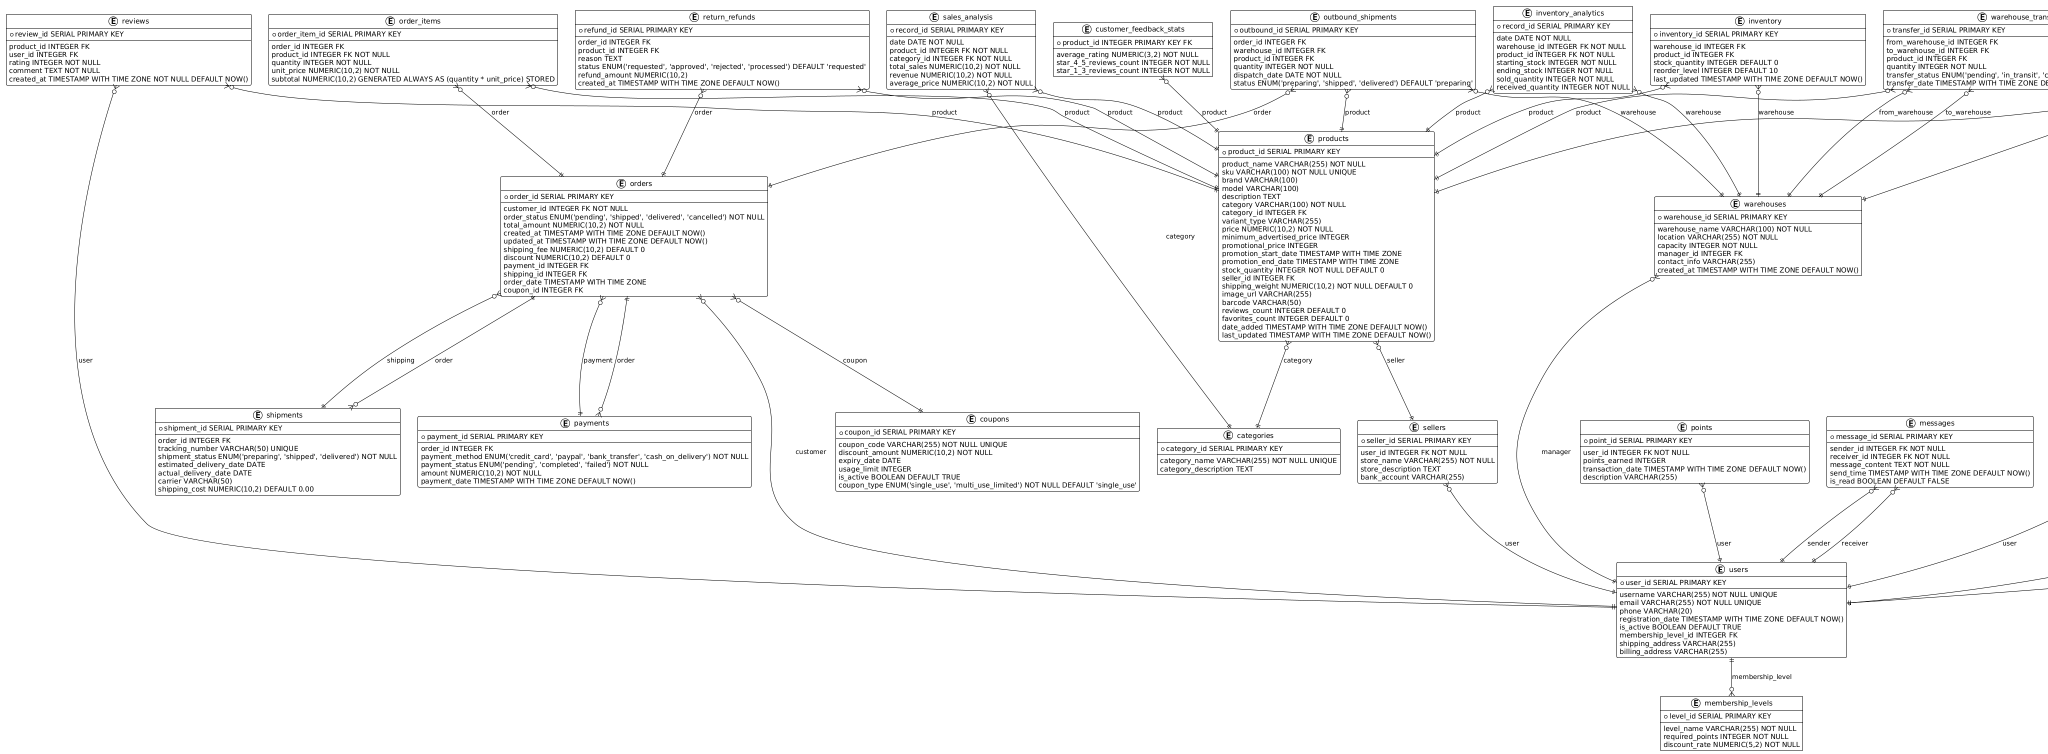 E reviews
review_id SERIAL PRIMARY KEY
product_id INTEGER FK
user_id INTEGER FK
rating INTEGER NOT NULL
comment TEXT NOT NULL
created_at TIMESTAMP WITH TIME ZONE NOT NULL DEFAULT NOW()
E order_items
order_item_id SERIAL PRIMARY KEY
order_id INTEGER FK
product_id INTEGER FK NOT NULL
quantity INTEGER NOT NULL
unit_price NUMERIC(10,2) NOT NULL
subtotal NUMERIC(10,2) GENERATED ALWAYS AS (quantity * unit_price) STORED
E return_refunds
refund_id SERIAL PRIMARY KEY
order_id INTEGER FK
product_id INTEGER FK
reason TEXT
status ENUM('requested', 'approved', 'rejected', 'processed') DEFAULT 'requested'
refund_amount NUMERIC(10,2)
created_at TIMESTAMP WITH TIME ZONE DEFAULT NOW()
E sales_analysis
record_id SERIAL PRIMARY KEY
date DATE NOT NULL
product_id INTEGER FK NOT NULL
category_id INTEGER FK NOT NULL
total_sales NUMERIC(10,2) NOT NULL
revenue NUMERIC(10,2) NOT NULL
average_price NUMERIC(10,2) NOT NULL
E customer_feedback_stats
product_id INTEGER PRIMARY KEY FK
average_rating NUMERIC(3,2) NOT NULL
star_4_5_reviews_count INTEGER NOT NULL
star_1_3_reviews_count INTEGER NOT NULL
E outbound_shipments
outbound_id SERIAL PRIMARY KEY
order_id INTEGER FK
warehouse_id INTEGER FK
product_id INTEGER FK
quantity INTEGER NOT NULL
dispatch_date DATE NOT NULL
status ENUM('preparing', 'shipped', 'delivered') DEFAULT 'preparing'
E inventory_analytics
record_id SERIAL PRIMARY KEY
date DATE NOT NULL
warehouse_id INTEGER FK NOT NULL
product_id INTEGER FK NOT NULL
starting_stock INTEGER NOT NULL
ending_stock INTEGER NOT NULL
sold_quantity INTEGER NOT NULL
received_quantity INTEGER NOT NULL
E inventory
inventory_id SERIAL PRIMARY KEY
warehouse_id INTEGER FK
product_id INTEGER FK
stock_quantity INTEGER DEFAULT 0
reorder_level INTEGER DEFAULT 10
last_updated TIMESTAMP WITH TIME ZONE DEFAULT NOW()
E warehouse_tran
transfer_id SERIAL PRIMARY KEY
from_warehouse_id INTEGER FK
to_warehouse_id INTEGER FK
product_id INTEGER FK
quantity INTEGER NOT NULL
transfer_status ENUM('pending', 'in_transit', 'c
transfer_date TIMESTAMP WITH TIME ZONE DE
order
order
product
product
product
product
product
order
product
product
product
product
warehouse
warehouse
warehouse
from_warehouse
to_warehouse
E products
product_id SERIAL PRIMARY KEY
product_name VARCHAR(255) NOT NULL
sku VARCHAR(100) NOT NULL UNIQUE
brand VARCHAR(100)
model VARCHAR(100)
description TEXT
category VARCHAR(100) NOT NULL
category_id INTEGER FK
variant_type VARCHAR(255)
price NUMERIC(10,2) NOT NULL
minimum_advertised_price INTEGER
promotional_price INTEGER
promotion_start_date TIMESTAMP WITH TIME ZONE
promotion_end_date TIMESTAMP WITH TIME ZONE
stock_quantity INTEGER NOT NULL DEFAULT 0
seller_id INTEGER FK
shipping_weight NUMERIC(10,2) NOT NULL DEFAULT 0
image_url VARCHAR(255)
barcode VARCHAR(50)
reviews_count INTEGER DEFAULT 0
favorites_count INTEGER DEFAULT 0
date_added TIMESTAMP WITH TIME ZONE DEFAULT NOW()
last_updated TIMESTAMP WITH TIME ZONE DEFAULT NOW()
E orders
order_id SERIAL PRIMARY KEY
customer_id INTEGER FK NOT NULL
order_status ENUM('pending', 'shipped', 'delivered', 'cancelled') NOT NULL
total_amount NUMERIC(10,2) NOT NULL
created_at TIMESTAMP WITH TIME ZONE DEFAULT NOW()
updated_at TIMESTAMP WITH TIME ZONE DEFAULT NOW()
shipping_fee NUMERIC(10,2) DEFAULT 0
discount NUMERIC(10,2) DEFAULT 0
payment_id INTEGER FK
shipping_id INTEGER FK
order_date TIMESTAMP WITH TIME ZONE
coupon_id INTEGER FK
E warehouses
warehouse_id SERIAL PRIMARY KEY
warehouse_name VARCHAR(100) NOT NULL
location VARCHAR(255) NOT NULL
capacity INTEGER NOT NULL
manager_id INTEGER FK
contact_info VARCHAR(255)
created_at TIMESTAMP WITH TIME ZONE DEFAULT NOW()
category
user
shipping
order
payment
order
coupon
category
seller
E shipments
shipment_id SERIAL PRIMARY KEY
order_id INTEGER FK
tracking_number VARCHAR(50) UNIQUE
shipment_status ENUM('preparing', 'shipped', 'delivered') NOT NULL
estimated_delivery_date DATE
actual_delivery_date DATE
carrier VARCHAR(50)
shipping_cost NUMERIC(10,2) DEFAULT 0.00
E payments
payment_id SERIAL PRIMARY KEY
order_id INTEGER FK
payment_method ENUM('credit_card', 'paypal', 'bank_transfer', 'cash_on_delivery') NOT NULL
payment_status ENUM('pending', 'completed', 'failed') NOT NULL
amount NUMERIC(10,2) NOT NULL
payment_date TIMESTAMP WITH TIME ZONE DEFAULT NOW()
customer
E coupons
coupon_id SERIAL PRIMARY KEY
coupon_code VARCHAR(255) NOT NULL UNIQUE
discount_amount NUMERIC(10,2) NOT NULL
expiry_date DATE
usage_limit INTEGER
is_active BOOLEAN DEFAULT TRUE
coupon_type ENUM('single_use', 'multi_use_limited') NOT NULL DEFAULT 'single_use'
E categories
category_id SERIAL PRIMARY KEY
category_name VARCHAR(255) NOT NULL UNIQUE
category_description TEXT
E sellers
seller_id SERIAL PRIMARY KEY
user_id INTEGER FK NOT NULL
store_name VARCHAR(255) NOT NULL
store_description TEXT
bank_account VARCHAR(255)
manager
E points
point_id SERIAL PRIMARY KEY
user_id INTEGER FK NOT NULL
points_earned INTEGER
transaction_date TIMESTAMP WITH TIME ZONE DEFAULT NOW()
description VARCHAR(255)
E messages
message_id SERIAL PRIMARY KEY
sender_id INTEGER FK NOT NULL
receiver_id INTEGER FK NOT NULL
message_content TEXT NOT NULL
send_time TIMESTAMP WITH TIME ZONE DEFAULT NOW()
is_read BOOLEAN DEFAULT FALSE
user
user
sender
receiver
user
E users
user_id SERIAL PRIMARY KEY
username VARCHAR(255) NOT NULL UNIQUE
email VARCHAR(255) NOT NULL UNIQUE
phone VARCHAR(20)
registration_date TIMESTAMP WITH TIME ZONE DEFAULT NOW()
is_active BOOLEAN DEFAULT TRUE
membership_level_id INTEGER FK
shipping_address VARCHAR(255)
billing_address VARCHAR(255)
membership_level
E membership_levels
level_id SERIAL PRIMARY KEY
level_name VARCHAR(255) NOT NULL
required_points INTEGER NOT NULL
discount_rate NUMERIC(5,2) NOT NULL